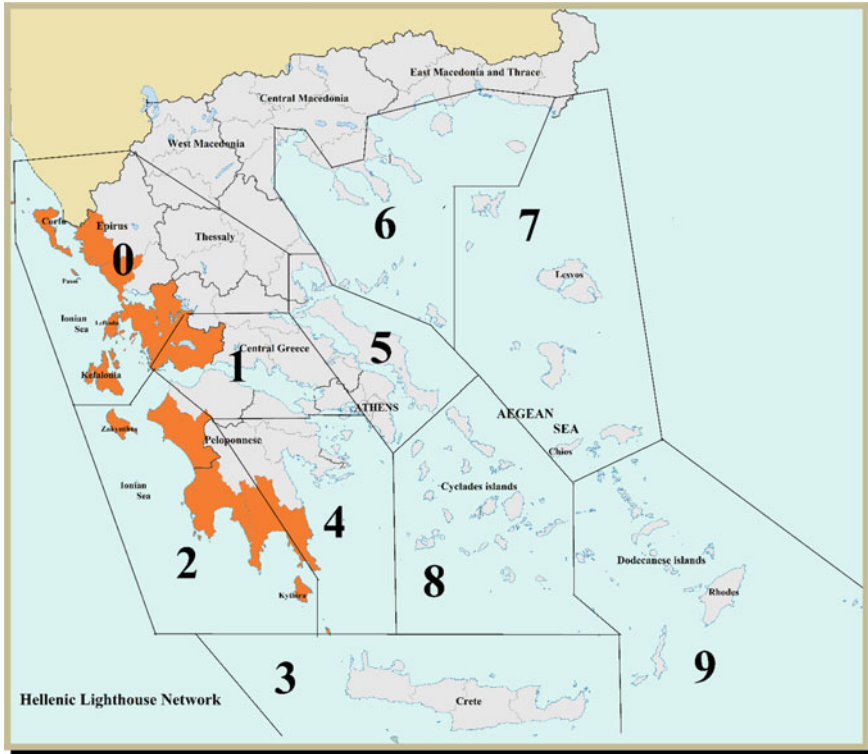 East Macedonia and Thrace
Central Macedonia
West Macedonia
Corfu
Epirus
6
7
Thessaly
0
Lesvos
Paxoi
Ionian
Sea
Lefkada
Central Greece
5
Kefalonia
1
ATHENS
AEGEAN
SEA
Zakynthos
Peloponnese
Chios
Ionian
Sea
Cyclades islands
4
2
8
Dodecanese islands
Rhodes
Kythira
3
9
Hellenic Lighthouse Network
Crete